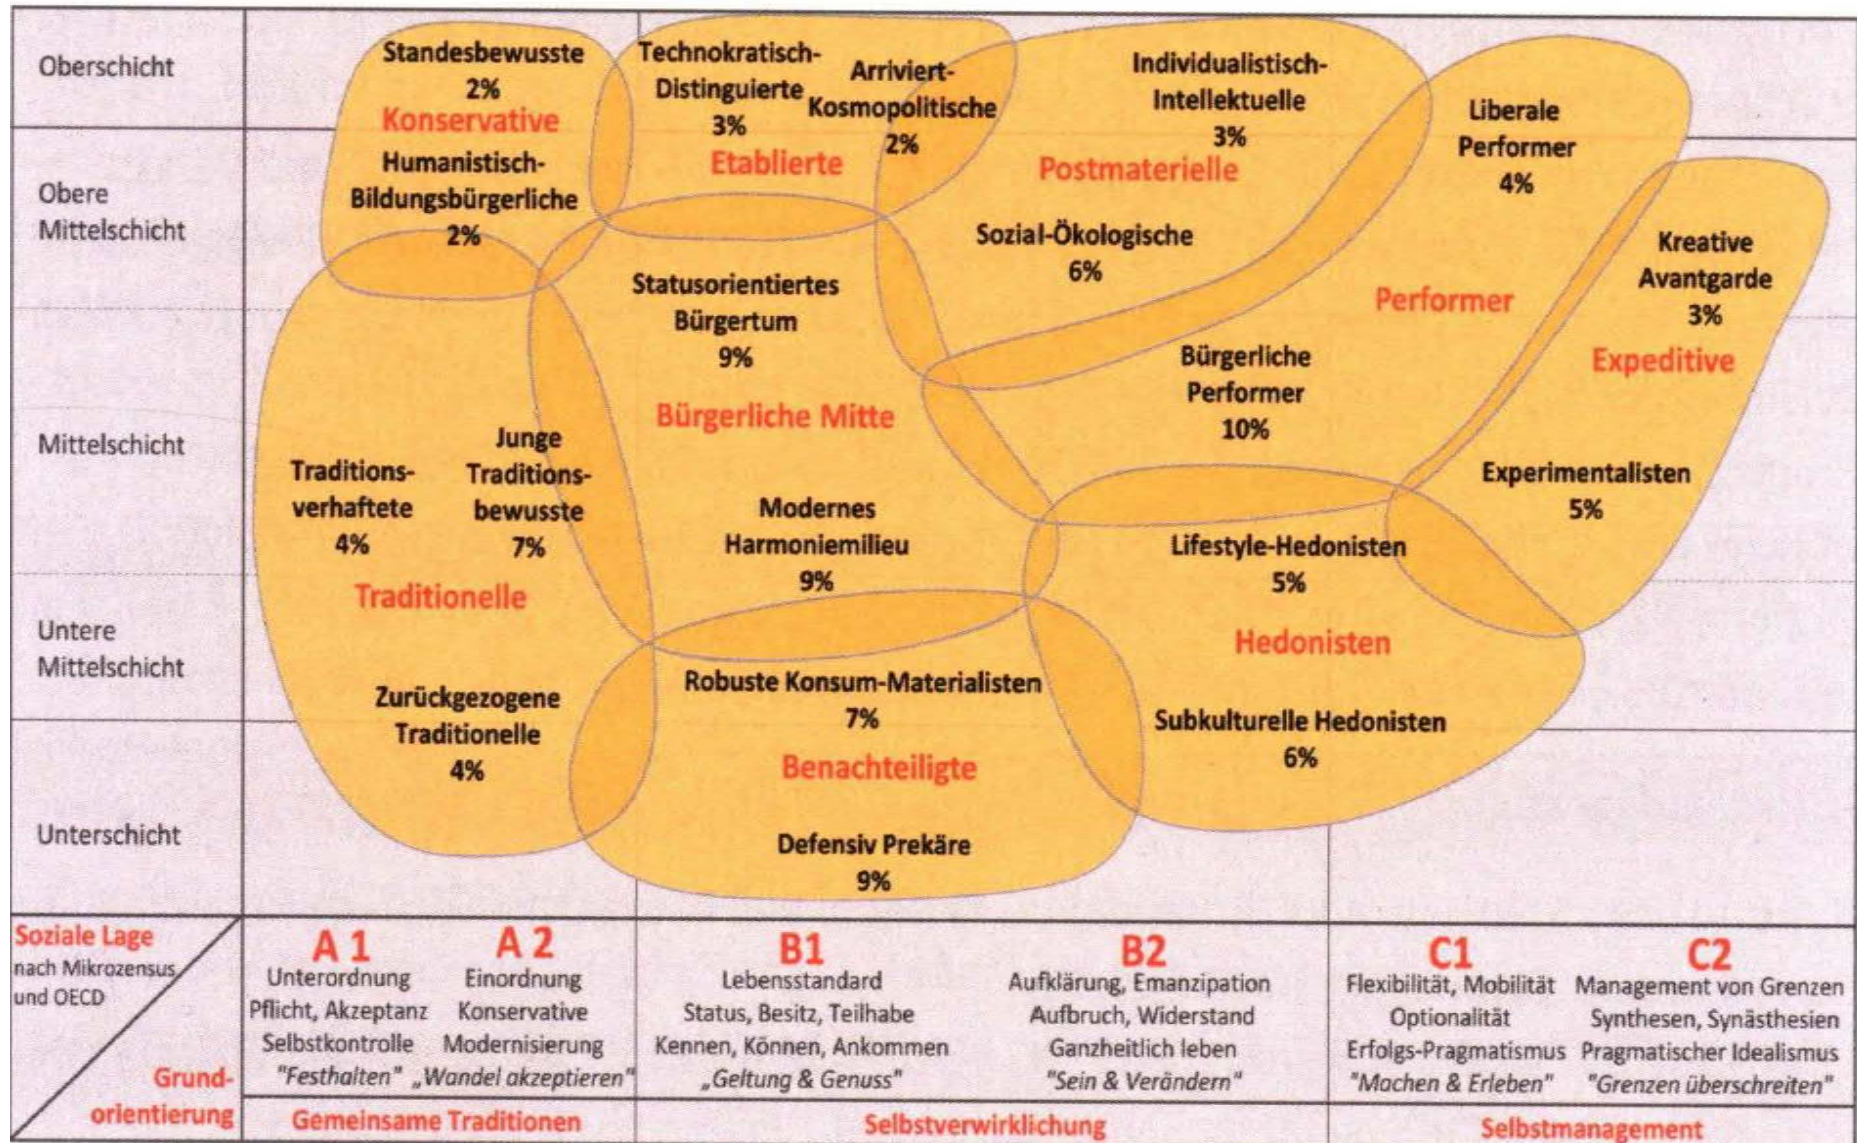 Oberschicht
Obere
Mittelschicht
Mittelschicht
Untere
Mittelschicht
Unterschicht
Standesbewusste
2%
Konservative
Humanistisch-
Bildungsbürgerliche
2%
Technokratisch-
Distinguierte
3%
Arriviert-
Kosmopolitische
2%
Etablierte
Individualistisch-
Intellektuelle
3%
Postmaterielle
Sozial-Ökologische
6%
Liberale
Performer
4%
Performer
Bürgerliche
Performer
10%
Kreative
Avantgarde
3%
Expeditive
Experimentalisten
5%
Statusorientiertes
Bürgertum
9%
Bürgerliche Mitte
Modernes
Harmoniemilieu
9%
Traditions-
verhaftete
4%
Junge
Traditions-
bewusste
7%
Traditionelle
Zurückgezogene
Traditionelle
4%
Lifestyle-Hedonisten
5%
Hedonisten
Subkulturelle Hedonisten
6%
Robuste Konsum-Materialisten
7%
Benachteiligte
Defensiv Prekäre
9%
Soziale Lage
nach Mikrozensus
und OECD
Grund-
orientierung
A 1
Unterordnung
Pflicht, Akzeptanz
Selbstkontrolle
"Festhalten"
A 2
Einordnung
Konservative
Modernisierung
„Wandel akzeptieren"
B1
Lebensstandard
Status, Besitz, Teilhabe
Kennen, Können, Ankommen
„Geltung & Genuss"
B2
Aufklärung, Emanzipation
Aufbruch, Widerstand
Ganzheitlich leben
"Sein & Verändern"
C1
Flexibilität, Mobilität
Optionalität
Erfolgs-Pragmatismus
"Machen & Erleben"
C2
Management von Grenzen
Synthesen, Synästhesien
Pragmatischer Idealismus
"Grenzen überschreiten"
Gemeinsame Traditionen
Selbstverwirklichung
Selbstmanagement